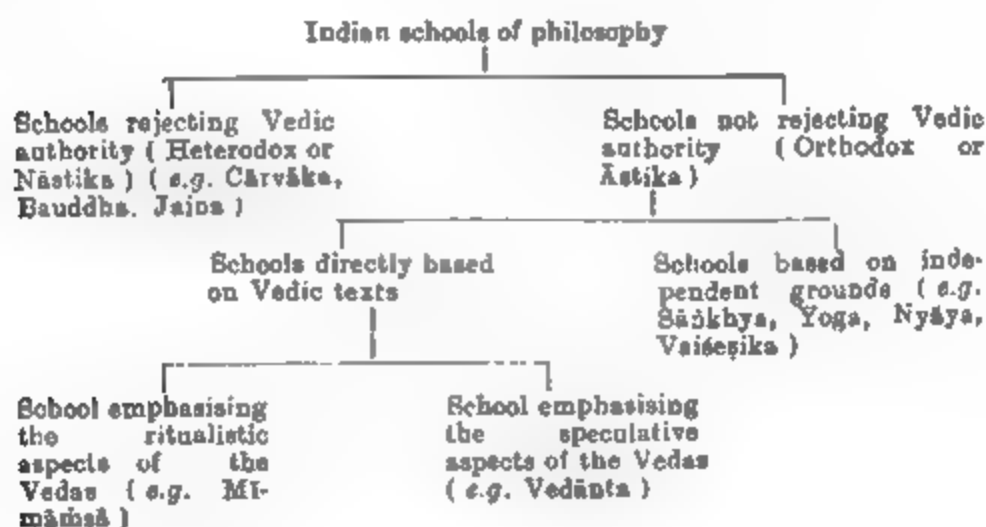 Indian schools of philosophy
Schools rejecting Vedic
authority ( Heterodox or
Nāstika ) ( e.g. Cārvāka,
Bauddha. Jaina )
Schools not rejecting Vedic
authority ( Orthodox or
Āstika )
Schools directly based
on Vedic texts
Schools based on inde-
pendent grounds ( e.g.
Sāṅkhya, Yoga, Nyāya,
Vaiśeṣika )
School emphasising
the ritualistic
aspects of the
Vedas ( e.g. Mī-
māṁsā )
School emphasising
the speculative
aspects of the Vedas
( e.g. Vedānta )